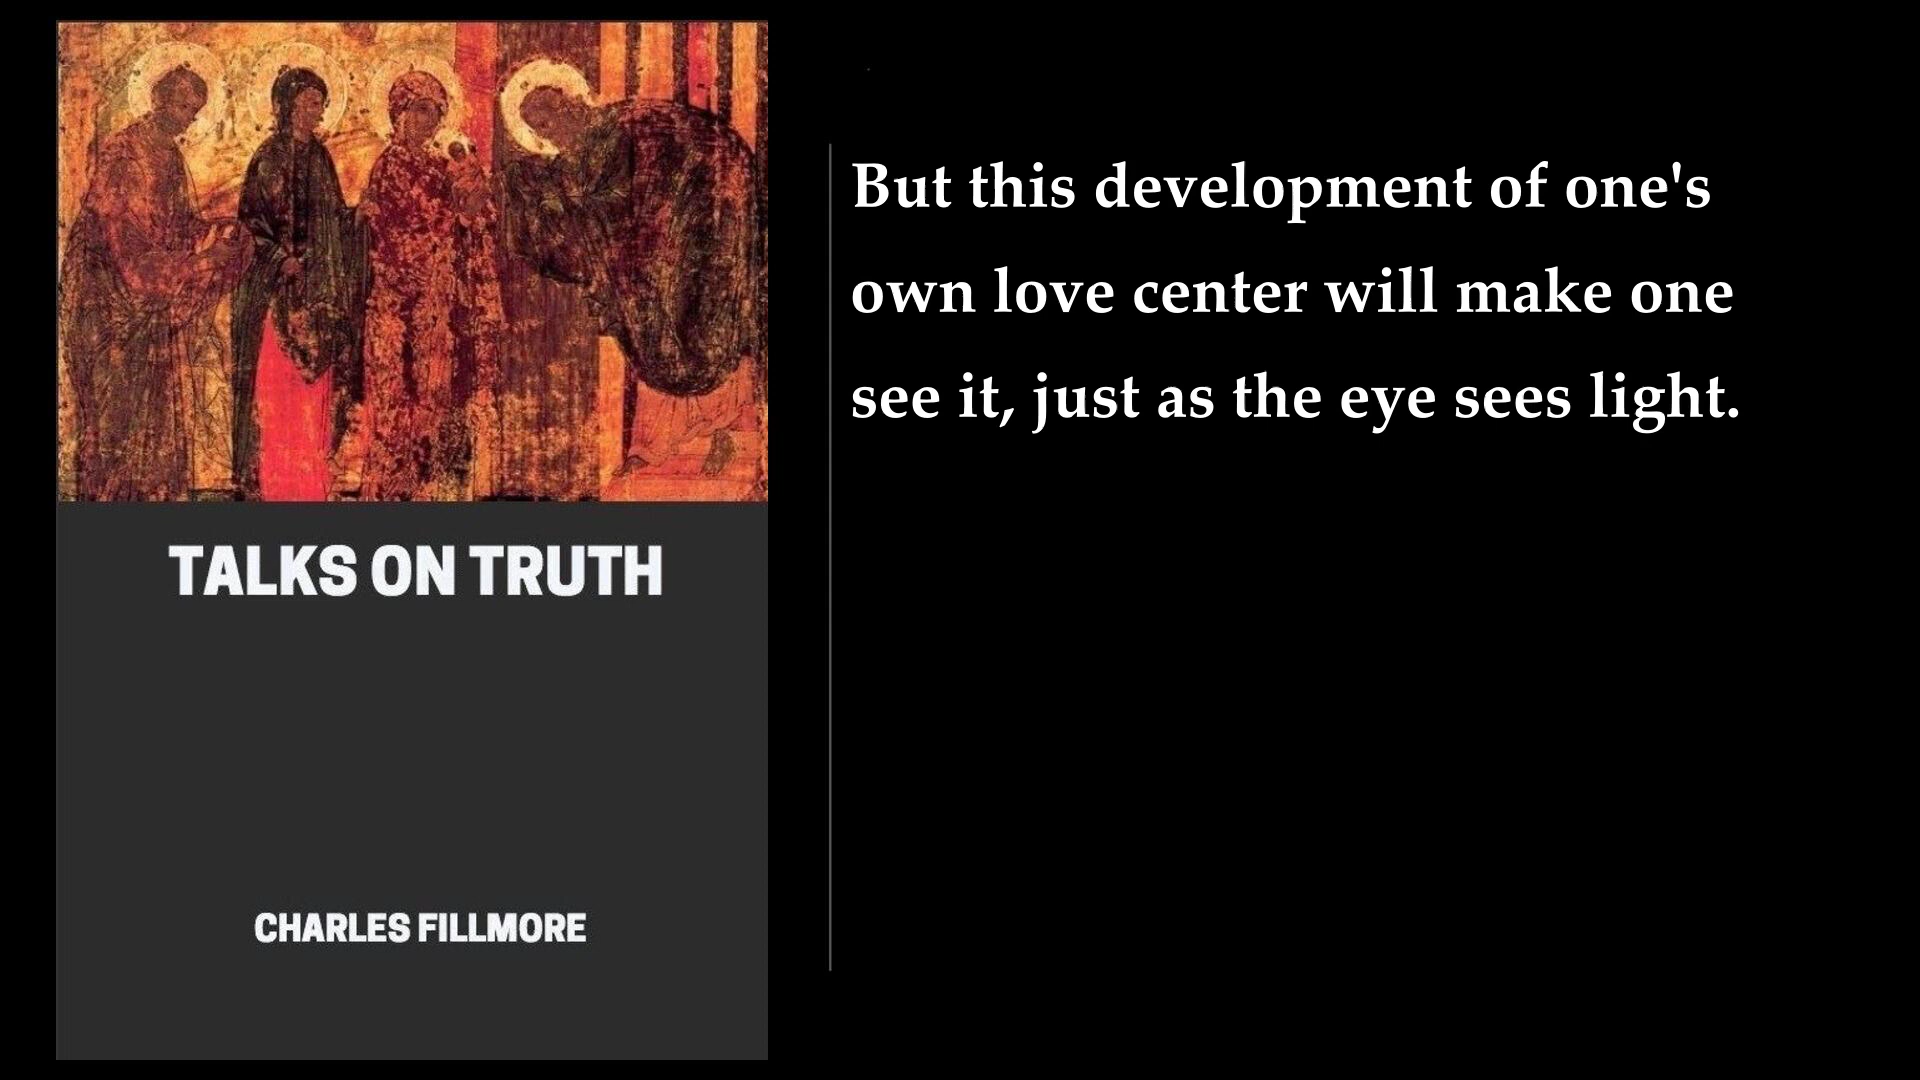 TALKS ON TRUTH
CHARLES FILLMORE
But this development of one's
own love center will make one
see it, just as the eye sees light.